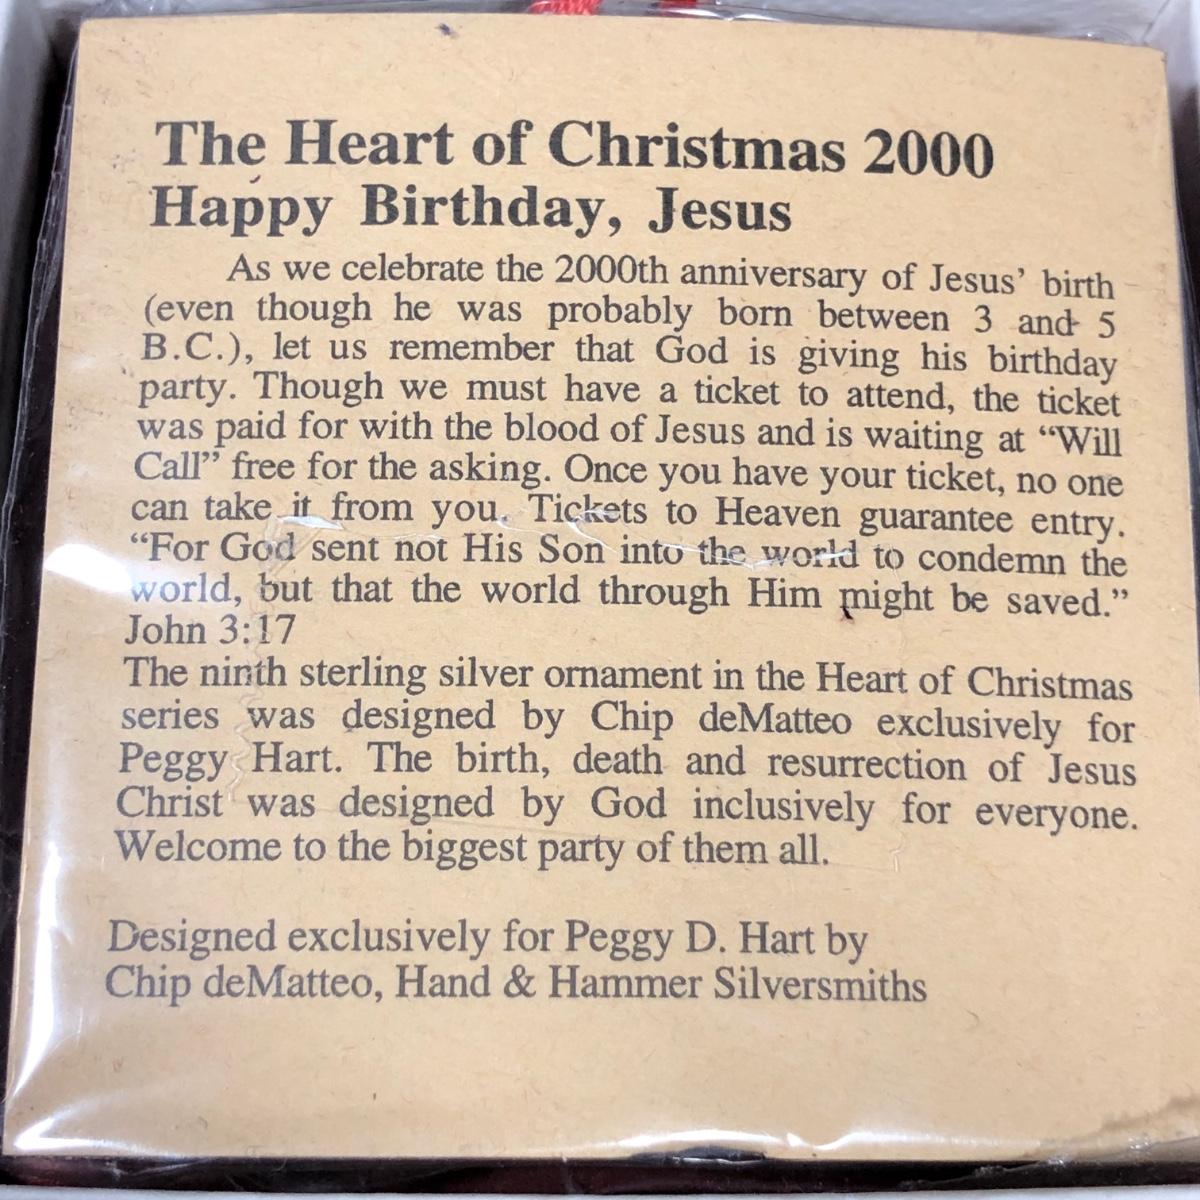 The Heart of Christmas 2000
Happy Birthday, Jesus
As we celebrate the 2000th anniversary of Jesus' birth
(even though he was probably born between 3 and 5
B.C.), let us remember that God is giving his birthday
party. Though we must have a ticket to attend, the ticket
was paid for with the blood of Jesus and is waiting at “Will
Call” free for the asking. Once you have your ticket, no one
can take it from you. Tickets to Heaven guarantee entry.
“For God sent not His Son into the world to condemn the
world, but that the world through Him might be saved.”
John 3:17
The ninth sterling silver ornament in the Heart of Christmas
series was designed by Chip deMatteo exclusively for
Peggy Hart. The birth, death and resurrection of Jesus
Christ was designed by God inclusively for everyone.
Welcome to the biggest party of them all.
Designed exclusively for Peggy D. Hart by
Chip deMatteo, Hand & Hammer Silversmiths